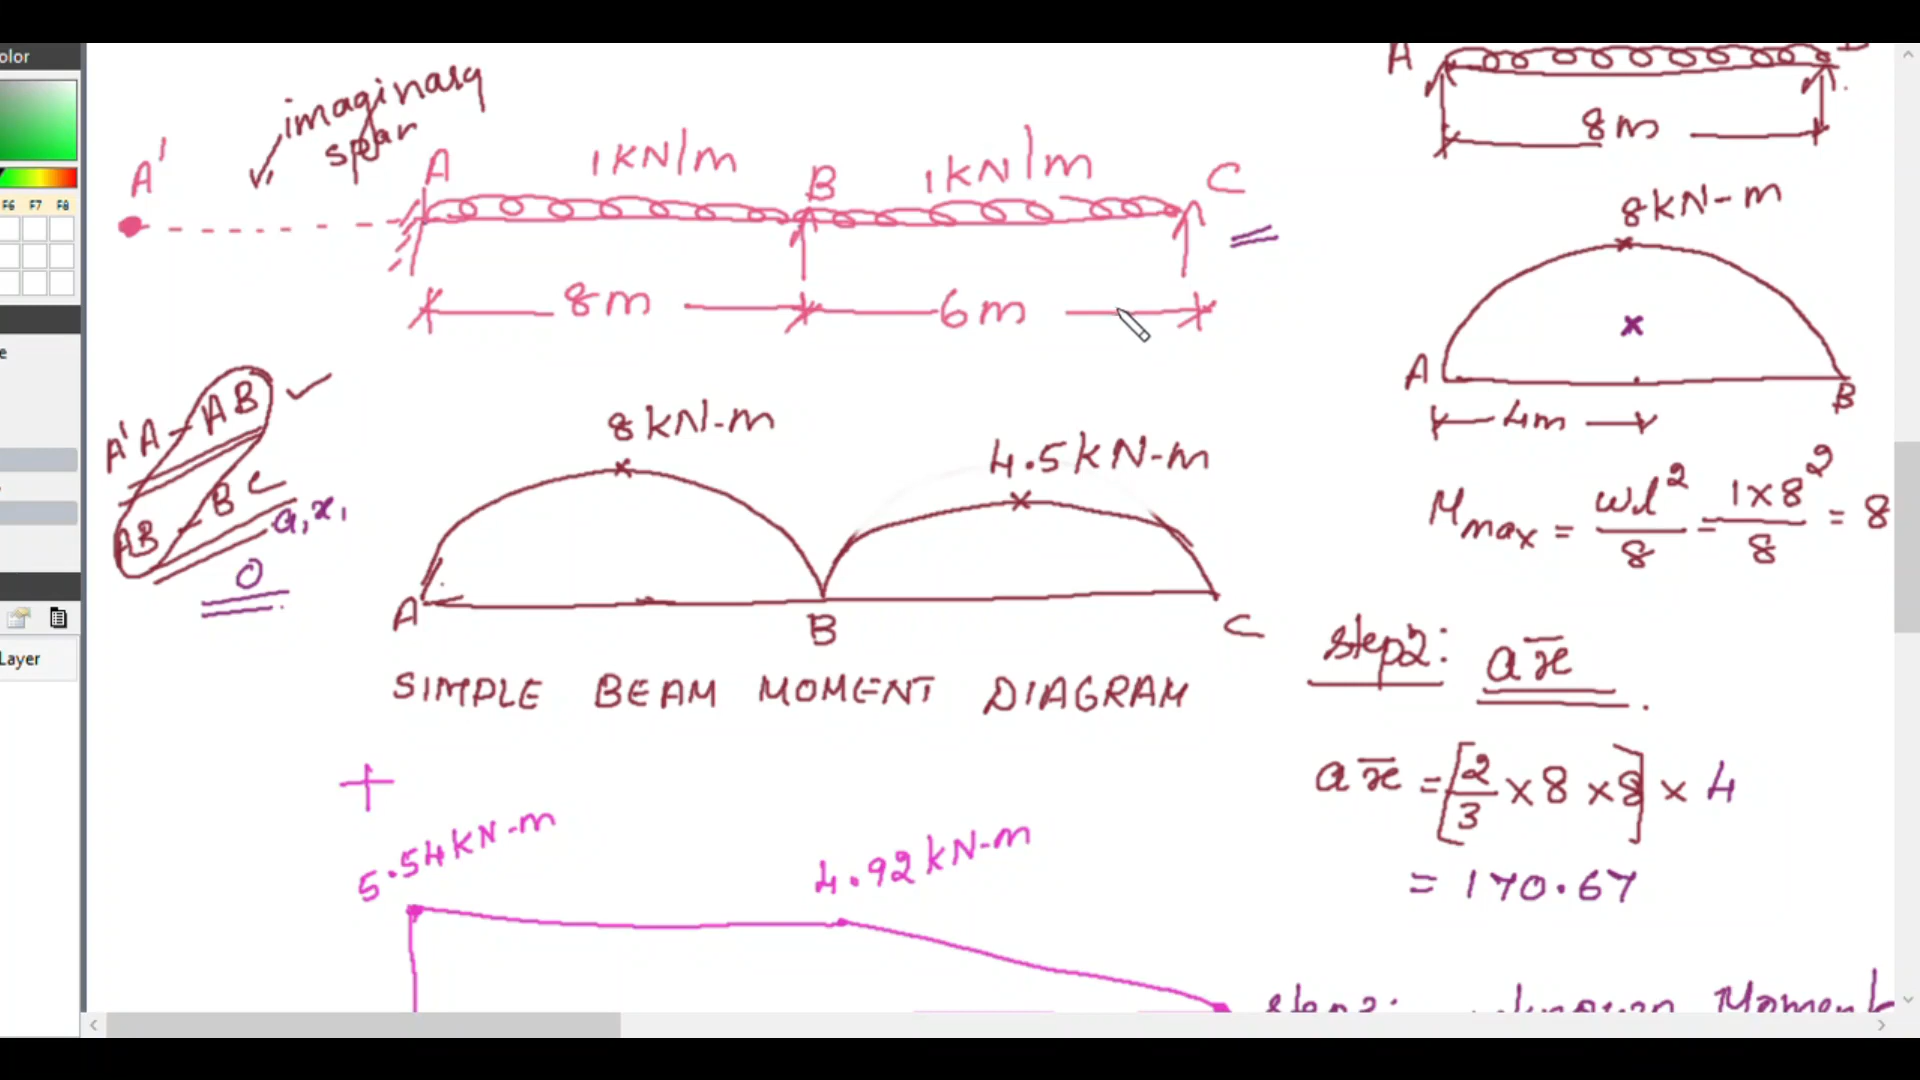 olor
F6 F7 F8
e
Layer
imaginary
spar
A'
A
1KN/m
B
1KN/m
C
8m
6m
A'A - AB
AB - BC
a, x,
0
8KN-m
4.5KN-m
A
B
C
SIMPLE BEAM MOMENT DIAGRAM
+
5.54KN-m
4.92KN-m
A
8m
8KN-m
A
B
4m
Mmax = wl²/8 = 1×8²/8 = 8
Step2: ax̄
ax̄ = [2/3 × 8 × 8] × 4
= 170.67
Moment